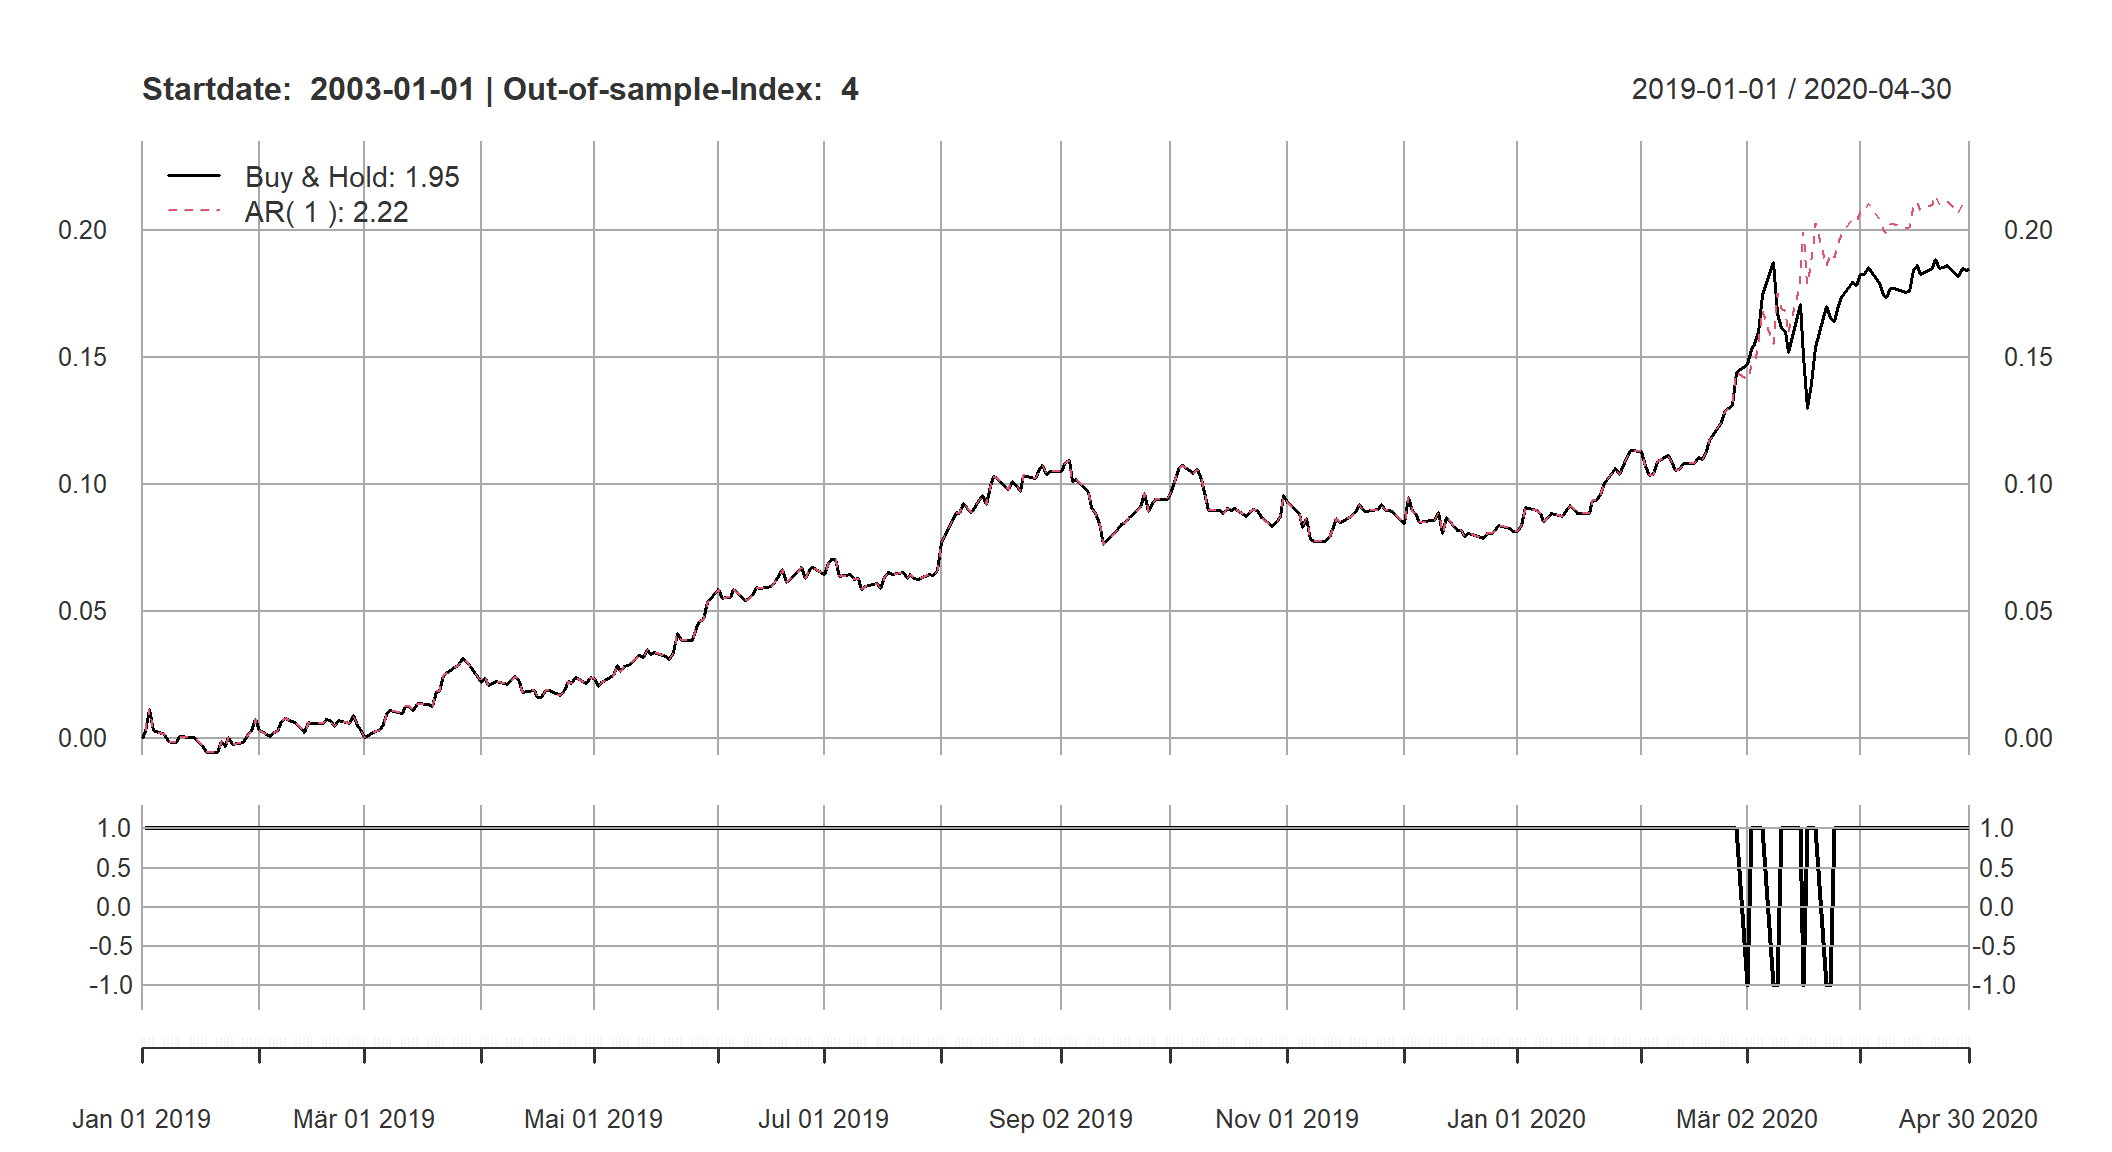 Startdate:  2003-01-01 | Out-of-sample-Index:  4
2019-01-01 / 2020-04-30
Buy & Hold: 1.95
AR( 1 ): 2.22
0.20 0.20
0.15 0.15
0.10 0.10
0.05 0.05
0.00 0.00
1.0 1.0
0.5 0.5
0.0 0.0
-0.5 -0.5
-1.0 -1.0
Jan 01 2019 Mär 01 2019 Mai 01 2019 Jul 01 2019 Sep 02 2019 Nov 01 2019 Jan 01 2020 Mär 02 2020 Apr 30 2020